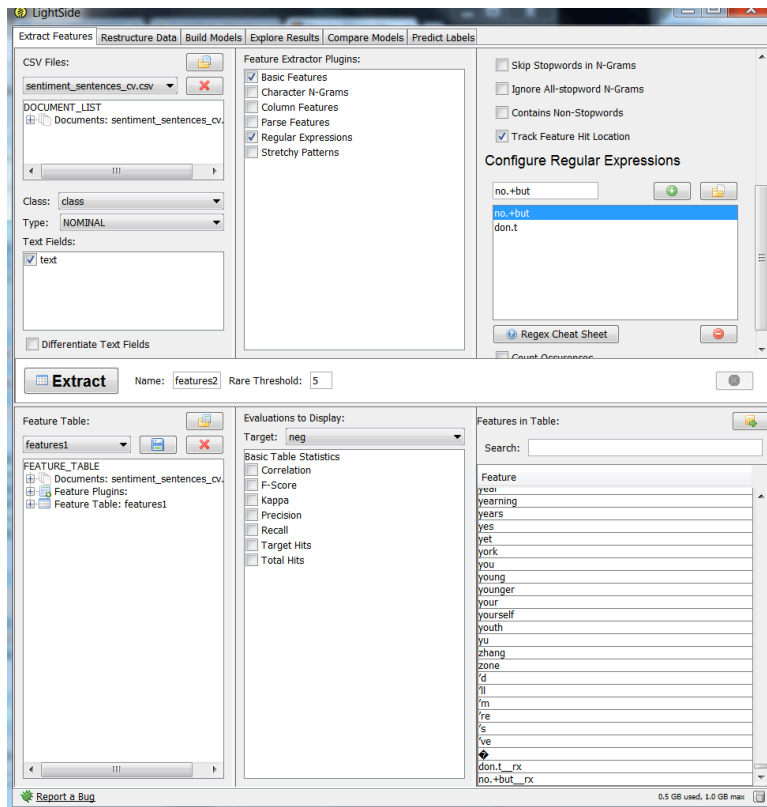 LightSide
Extract Features Restructure Data Build Models Explore Results Compare Models Predict Labels
CSV Files:
sentiment_sentences_cv.csv
DOCUMENT_LIST
Documents: sentiment_sentences_cv.
Class: class
Type: NOMINAL
Text Fields:
text
Differentiate Text Fields
Feature Extractor Plugins:
Basic Features
Character N-Grams
Column Features
Parse Features
Regular Expressions
Stretchy Patterns
Skip Stopwords in N-Grams
Ignore All-stopword N-Grams
Contains Non-Stopwords
Track Feature Hit Location
Configure Regular Expressions
no.+but
no.+but
don.t
Regex Cheat Sheet
Count Occurences
Extract Name: features2 Rare Threshold: 5
Feature Table:
features1
FEATURE_TABLE
Documents: sentiment_sentences_cv.
Feature Plugins:
Feature Table: features1
Evaluations to Display:
Target: neg
Basic Table Statistics
Correlation
F-Score
Kappa
Precision
Recall
Target Hits
Total Hits
Features in Table:
Search:
Feature
year
yearning
years
yes
yet
york
you
young
younger
your
yourself
youth
yu
zhang
zone
'd
'll
'm
're
's
've
�
don.t__rx
no.+but__rx
Report a Bug
0.5 GB used, 1.0 GB max